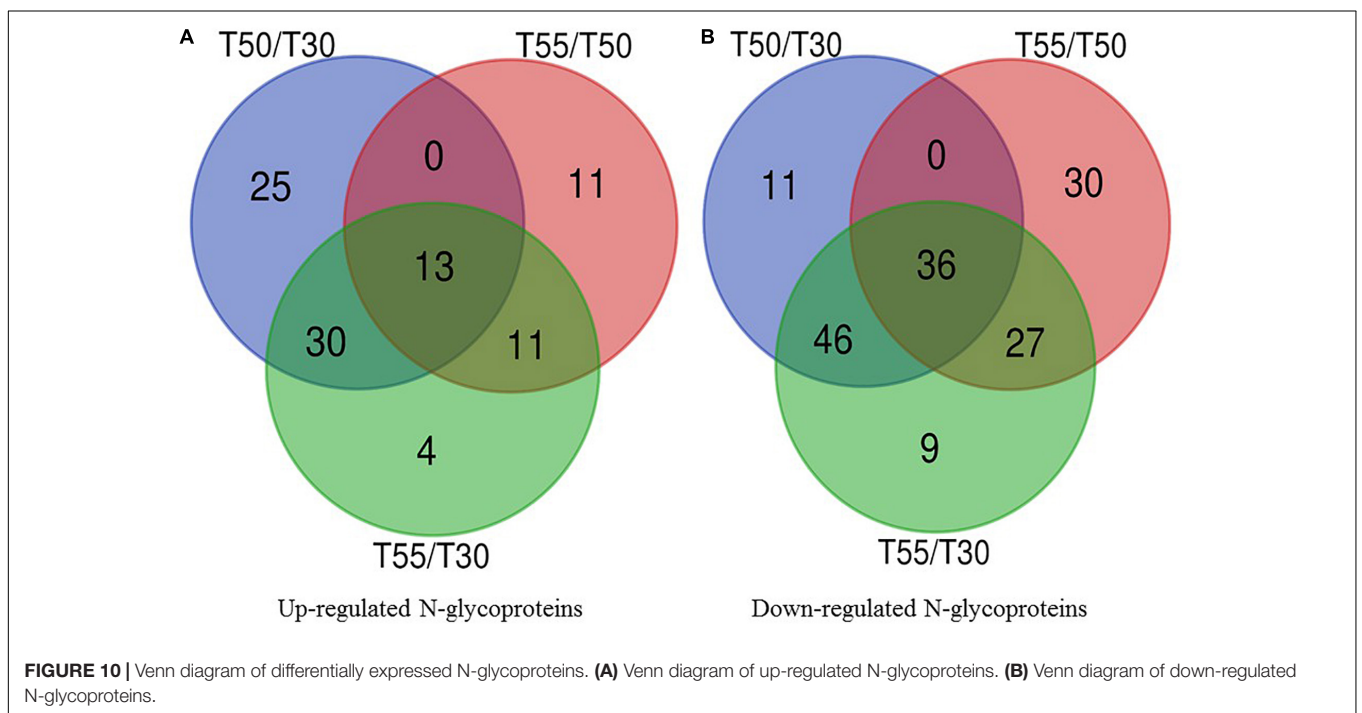 A T50/T30 T55/T50
25 0 11
13
30 11
4
T55/T30
Up-regulated N-glycoproteins
B T50/T30 T55/T50
11 0 30
36
46 27
9
T55/T30
Down-regulated N-glycoproteins
FIGURE 10 | Venn diagram of differentially expressed N-glycoproteins. (A) Venn diagram of up-regulated N-glycoproteins. (B) Venn diagram of down-regulated
N-glycoproteins.